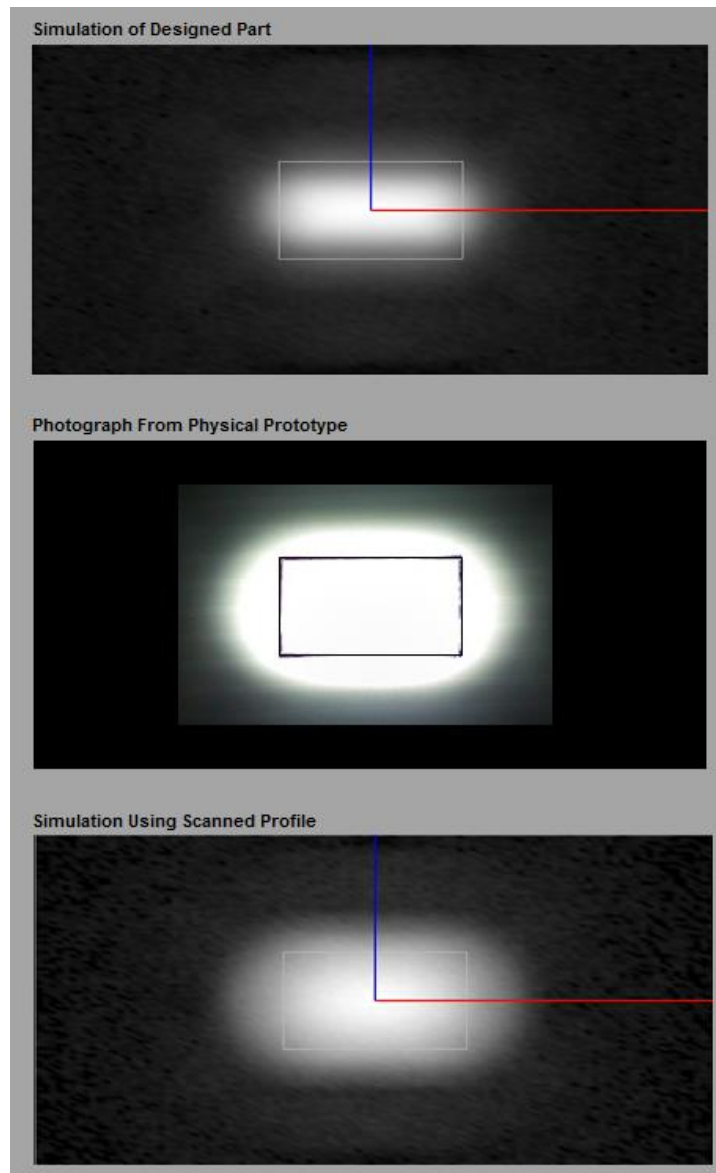 Simulation of Designed Part
Photograph From Physical Prototype
Simulation Using Scanned Profile